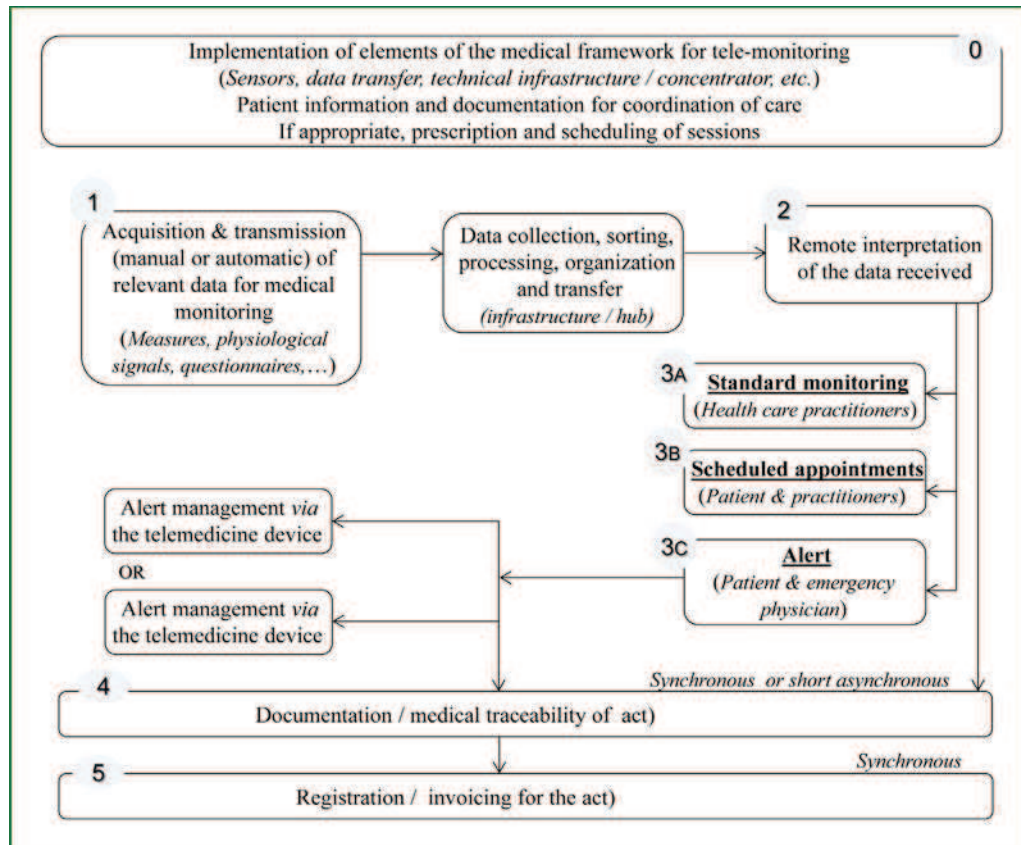 0
Implementation of elements of the medical framework for tele-monitoring
(Sensors, data transfer, technical infrastructure / concentrator, etc.)
Patient information and documentation for coordination of care
If appropriate, prescription and scheduling of sessions
1
Acquisition & transmission
(manual or automatic) of
relevant data for medical
monitoring
(Measures, physiological
signals, questionnaires,…)
Data collection, sorting,
processing, organization
and transfer
(infrastructure / hub)
2
Remote interpretation
of the data received
3A
Standard monitoring
(Health care practitioners)
3B
Scheduled appointments
(Patient & practitioners)
3C
Alert
(Patient & emergency
physician)
Alert management via
the telemedicine device
OR
Alert management via
the telemedicine device
Synchronous or short asynchronous
4
Documentation / medical traceability of act)
Synchronous
5
Registration / invoicing for the act)